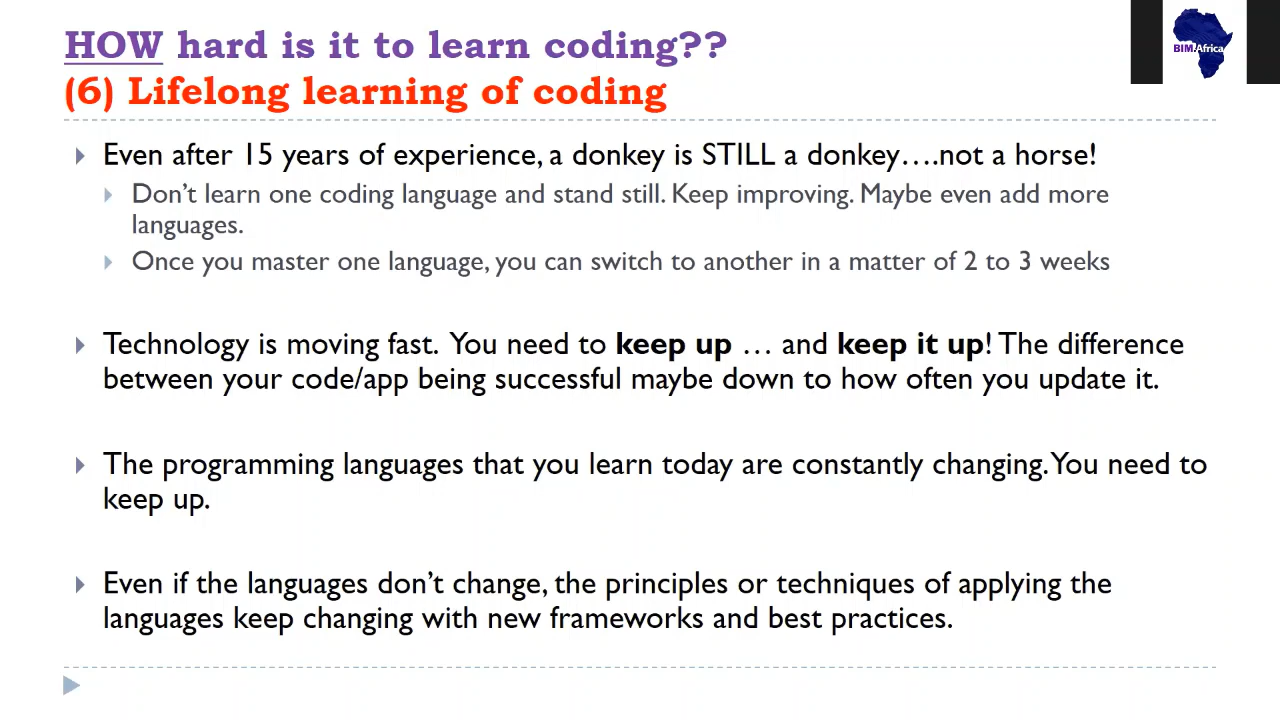 HOW hard is it to learn coding??
(6) Lifelong learning of coding
BIM Africa
Even after 15 years of experience, a donkey is STILL a donkey….not a horse!
Don’t learn one coding language and stand still. Keep improving. Maybe even add more
languages.
Once you master one language, you can switch to another in a matter of 2 to 3 weeks
Technology is moving fast. You need to keep up … and keep it up! The difference
between your code/app being successful maybe down to how often you update it.
The programming languages that you learn today are constantly changing. You need to
keep up.
Even if the languages don’t change, the principles or techniques of applying the
languages keep changing with new frameworks and best practices.